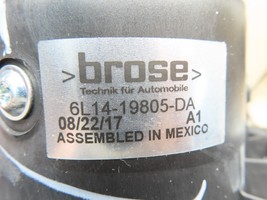 >brose>
Technik für Automobile
6L14-19805-DA
08/22/17 A1
ASSEMBLED IN MEXICO